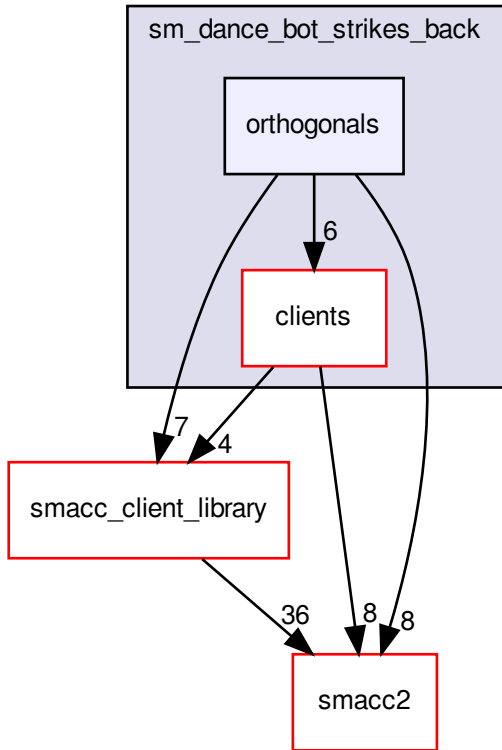 sm_dance_bot_strikes_back
orthogonals
6
clients
7
4
smacc_client_library
36
8
8
smacc2